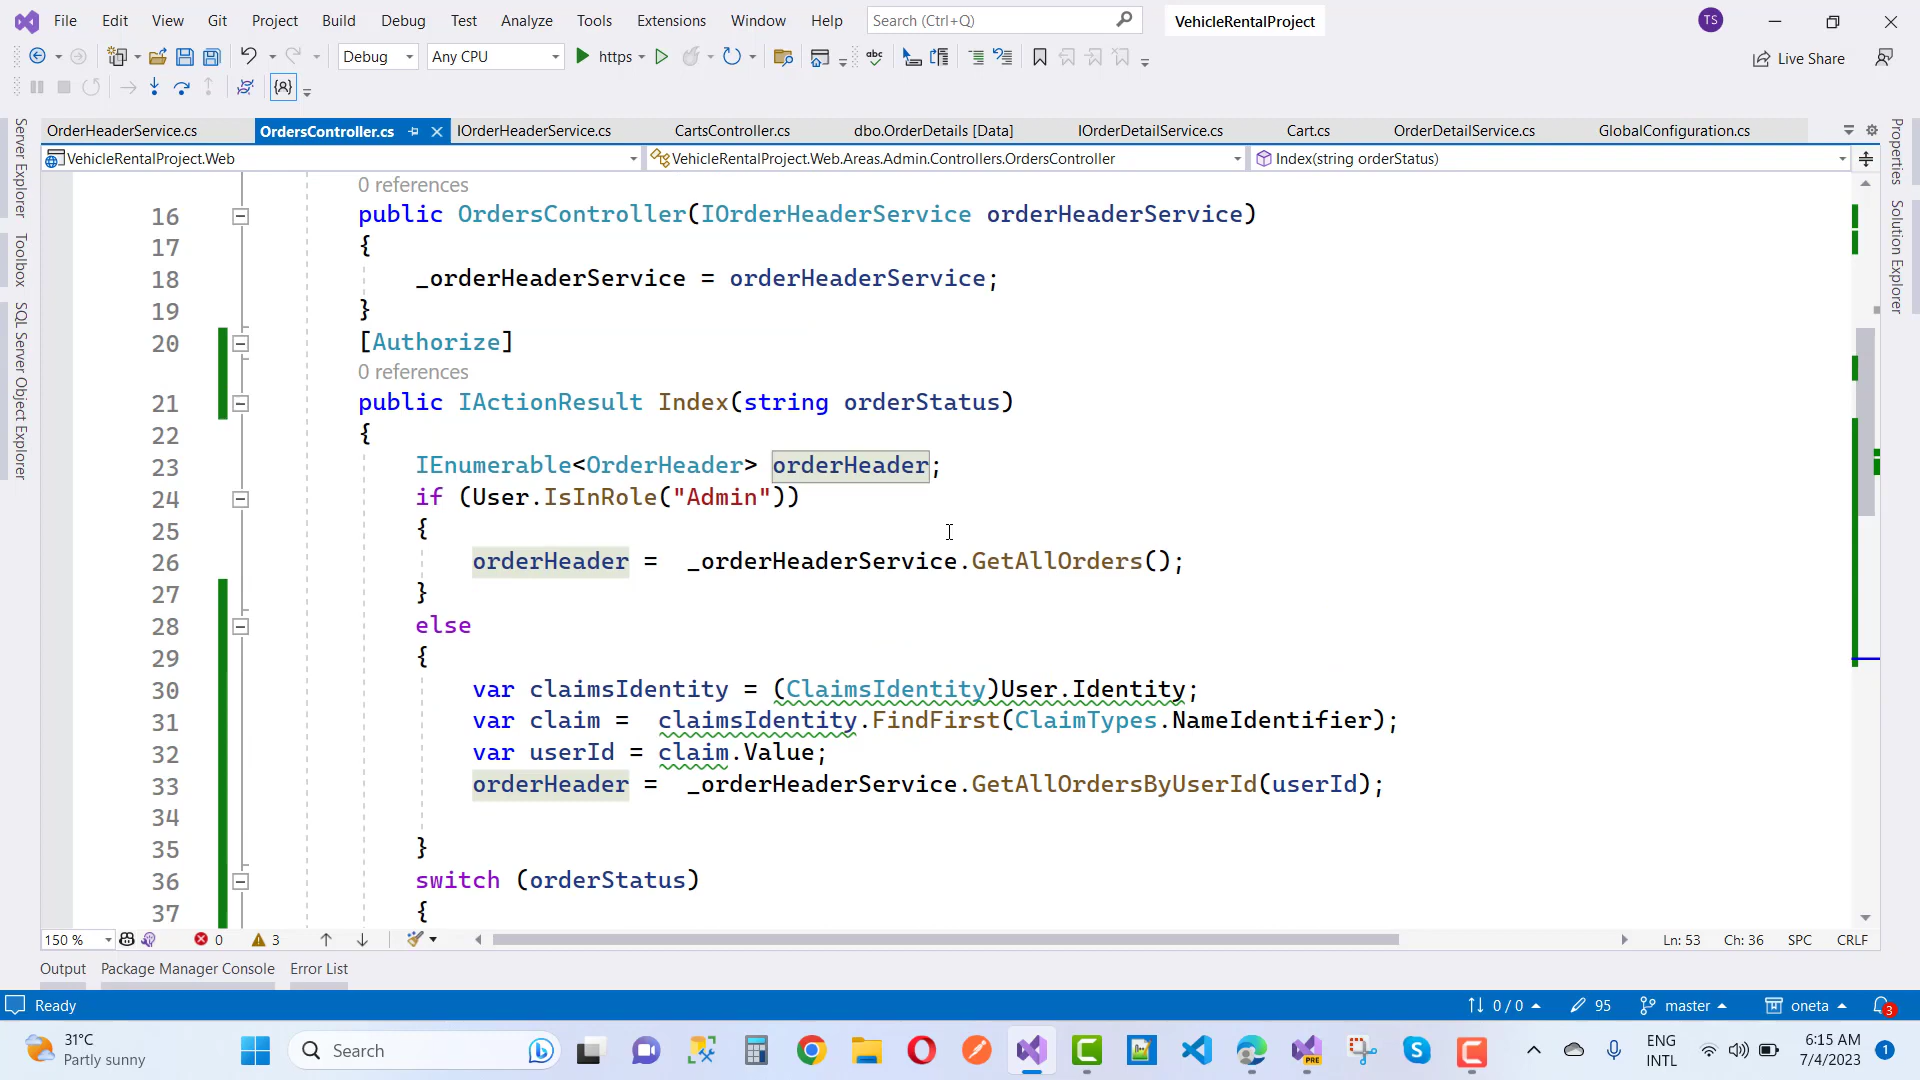 File Edit View Git Project Build Debug Test Analyze Tools Extensions Window Help Search (Ctrl+Q) VehicleRentalProject TS
Debug Any CPU https Live Share
OrderHeaderService.cs OrdersController.cs IOrderHeaderService.cs CartsController.cs dbo.OrderDetails [Data] IOrderDetailService.cs Cart.cs OrderDetailService.cs GlobalConfiguration.cs
VehicleRentalProject.Web VehicleRentalProject.Web.Areas.Admin.Controllers.OrdersController Index(string orderStatus)
Server Explorer
Toolbox
SQL Server Object Explorer
Properties
Solution Explorer
0 references
16 public OrdersController(IOrderHeaderService orderHeaderService)
17 {
18 _orderHeaderService = orderHeaderService;
19 }
20 [Authorize]
0 references
21 public IActionResult Index(string orderStatus)
22 {
23 IEnumerable<OrderHeader> orderHeader;
24 if (User.IsInRole("Admin"))
25 {
26 orderHeader = _orderHeaderService.GetAllOrders();
27 }
28 else
29 {
30 var claimsIdentity = (ClaimsIdentity)User.Identity;
31 var claim = claimsIdentity.FindFirst(ClaimTypes.NameIdentifier);
32 var userId = claim.Value;
33 orderHeader = _orderHeaderService.GetAllOrdersByUserId(userId);
34
35 }
36 switch (orderStatus)
37 {
150 % 0 3 Ln: 53 Ch: 36 SPC CRLF
Output Package Manager Console Error List
Ready 0 / 0 95 master oneta 3
31°C
Partly sunny
Search
PRE
ENG
INTL
6:15 AM
7/4/2023
1